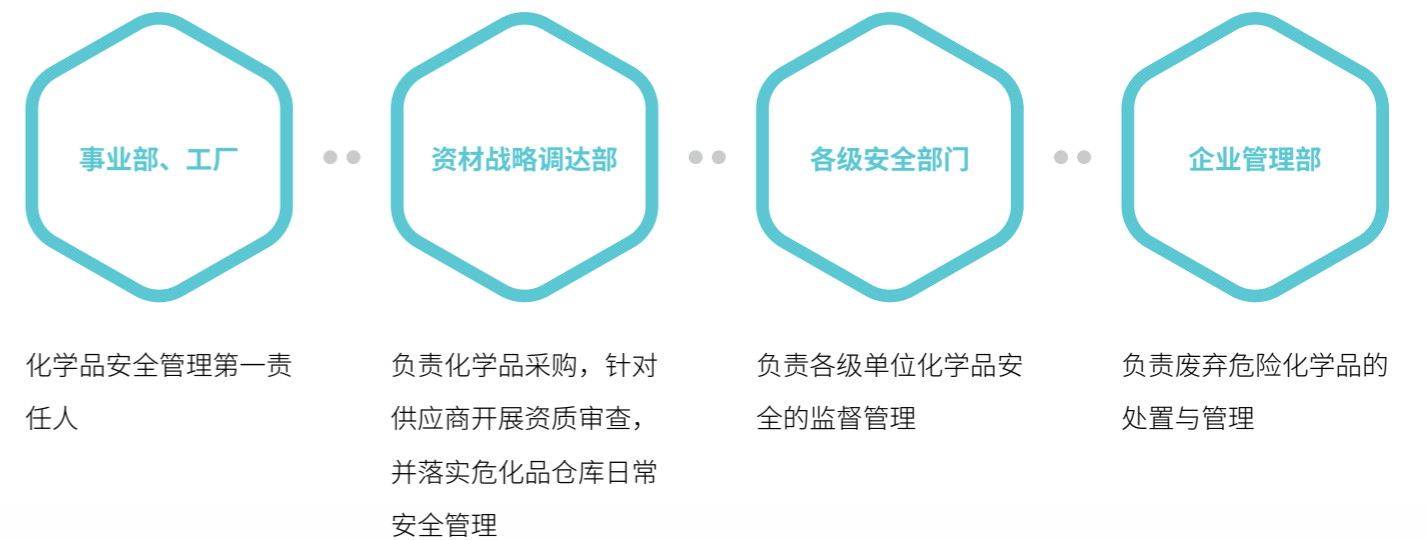 事业部、工厂
资材战略调达部
各级安全部门
企业管理部
化学品安全管理第一责
任人
负责化学品采购，针对
供应商开展资质审查，
并落实危化品仓库日常
安全管理
负责各级单位化学品安
全的监督管理
负责废弃危险化学品的
处置与管理